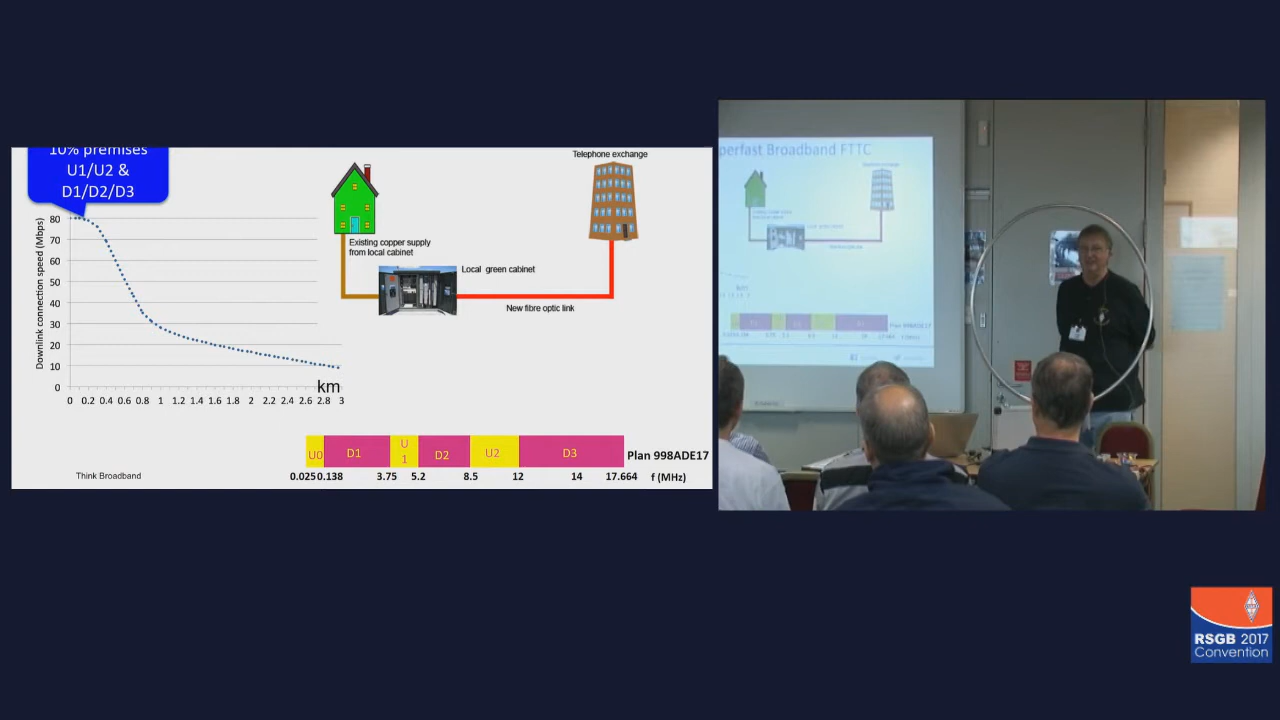 10% premises
U1/U2 &
D1/D2/D3
Downlink connection speed (Mbps)
80
70
60
50
40
30
20
10
0
0 0.2 0.4 0.6 0.8 1 1.2 1.4 1.6 1.8 2 2.2 2.4 2.6 2.8 3
km
Think Broadband
Telephone exchange
Existing copper supply
from local cabinet
Local green cabinet
New fibre optic link
U0 D1 U1 D2 U2 D3 Plan 998ADE17
0.025 0.138 3.75 5.2 8.5 12 14 17.664 f (MHz)
perfast Broadband FTTC
Plan 998ADE17
RSGB 2017
Convention